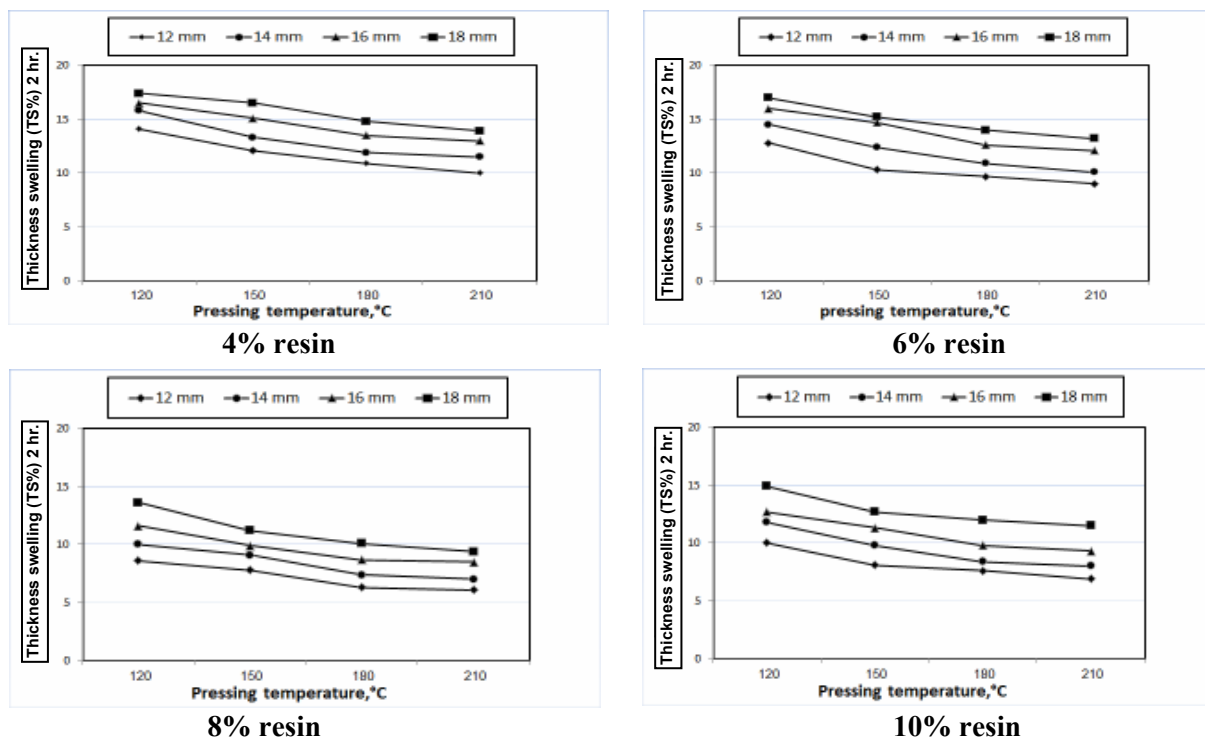 12 mm 14 mm 16 mm 18 mm
Thickness swelling (TS%) 2 hr.
20
15
10
5
0
120 150 180 210
Pressing temperature,°C
4% resin
12 mm 14 mm 16 mm 18 mm
Thickness swelling (TS%) 2 hr.
20
15
10
5
0
120 150 180 210
pressing temperature,°C
6% resin
12 mm 14 mm 16 mm 18 mm
Thickness swelling (TS%) 2 hr.
20
15
10
5
0
120 150 180 210
Pressing temperature,°C
8% resin
12 mm 14 mm 16 mm 18 mm
Thickness swelling (TS%) 2 hr.
20
15
10
5
0
120 150 180 210
Pressing temperature,°C
10% resin